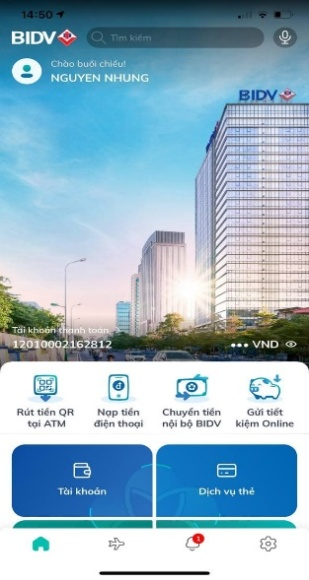 14:50
BIDV
Tìm kiếm
Chào buổi chiều!
NGUYEN NHUNG
BIDV
Tài khoản thanh toán
12010002162812
••• VND
Rút tiền QR
tại ATM
Nạp tiền
điện thoại
Chuyển tiền
nội bộ BIDV
Gửi tiết
kiệm Online
Tài khoản
Dịch vụ thẻ
1